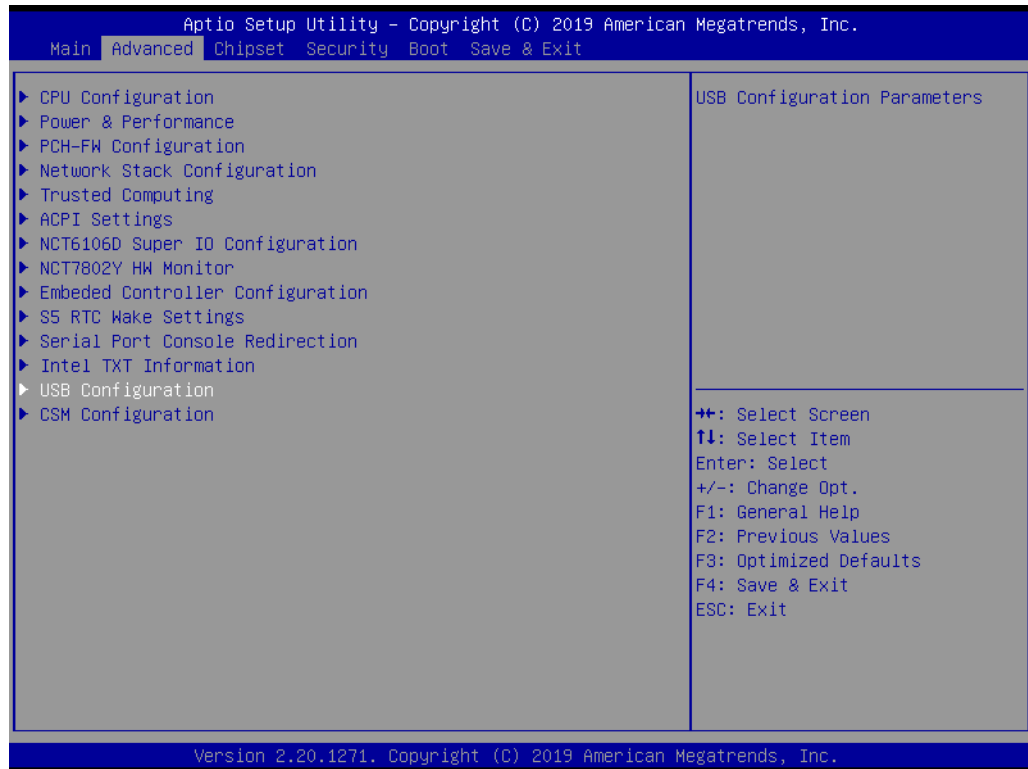 Aptio Setup Utility – Copyright (C) 2019 American Megatrends, Inc.
Main Advanced Chipset Security Boot Save & Exit
► CPU Configuration
► Power & Performance
► PCH-FW Configuration
► Network Stack Configuration
► Trusted Computing
► ACPI Settings
► NCT6106D Super IO Configuration
► NCT7802Y HW Monitor
► Embeded Controller Configuration
► S5 RTC Wake Settings
► Serial Port Console Redirection
► Intel TXT Information
► USB Configuration
► CSM Configuration
USB Configuration Parameters
→←: Select Screen
↑↓: Select Item
Enter: Select
+/-: Change Opt.
F1: General Help
F2: Previous Values
F3: Optimized Defaults
F4: Save & Exit
ESC: Exit
Version 2.20.1271. Copyright (C) 2019 American Megatrends, Inc.